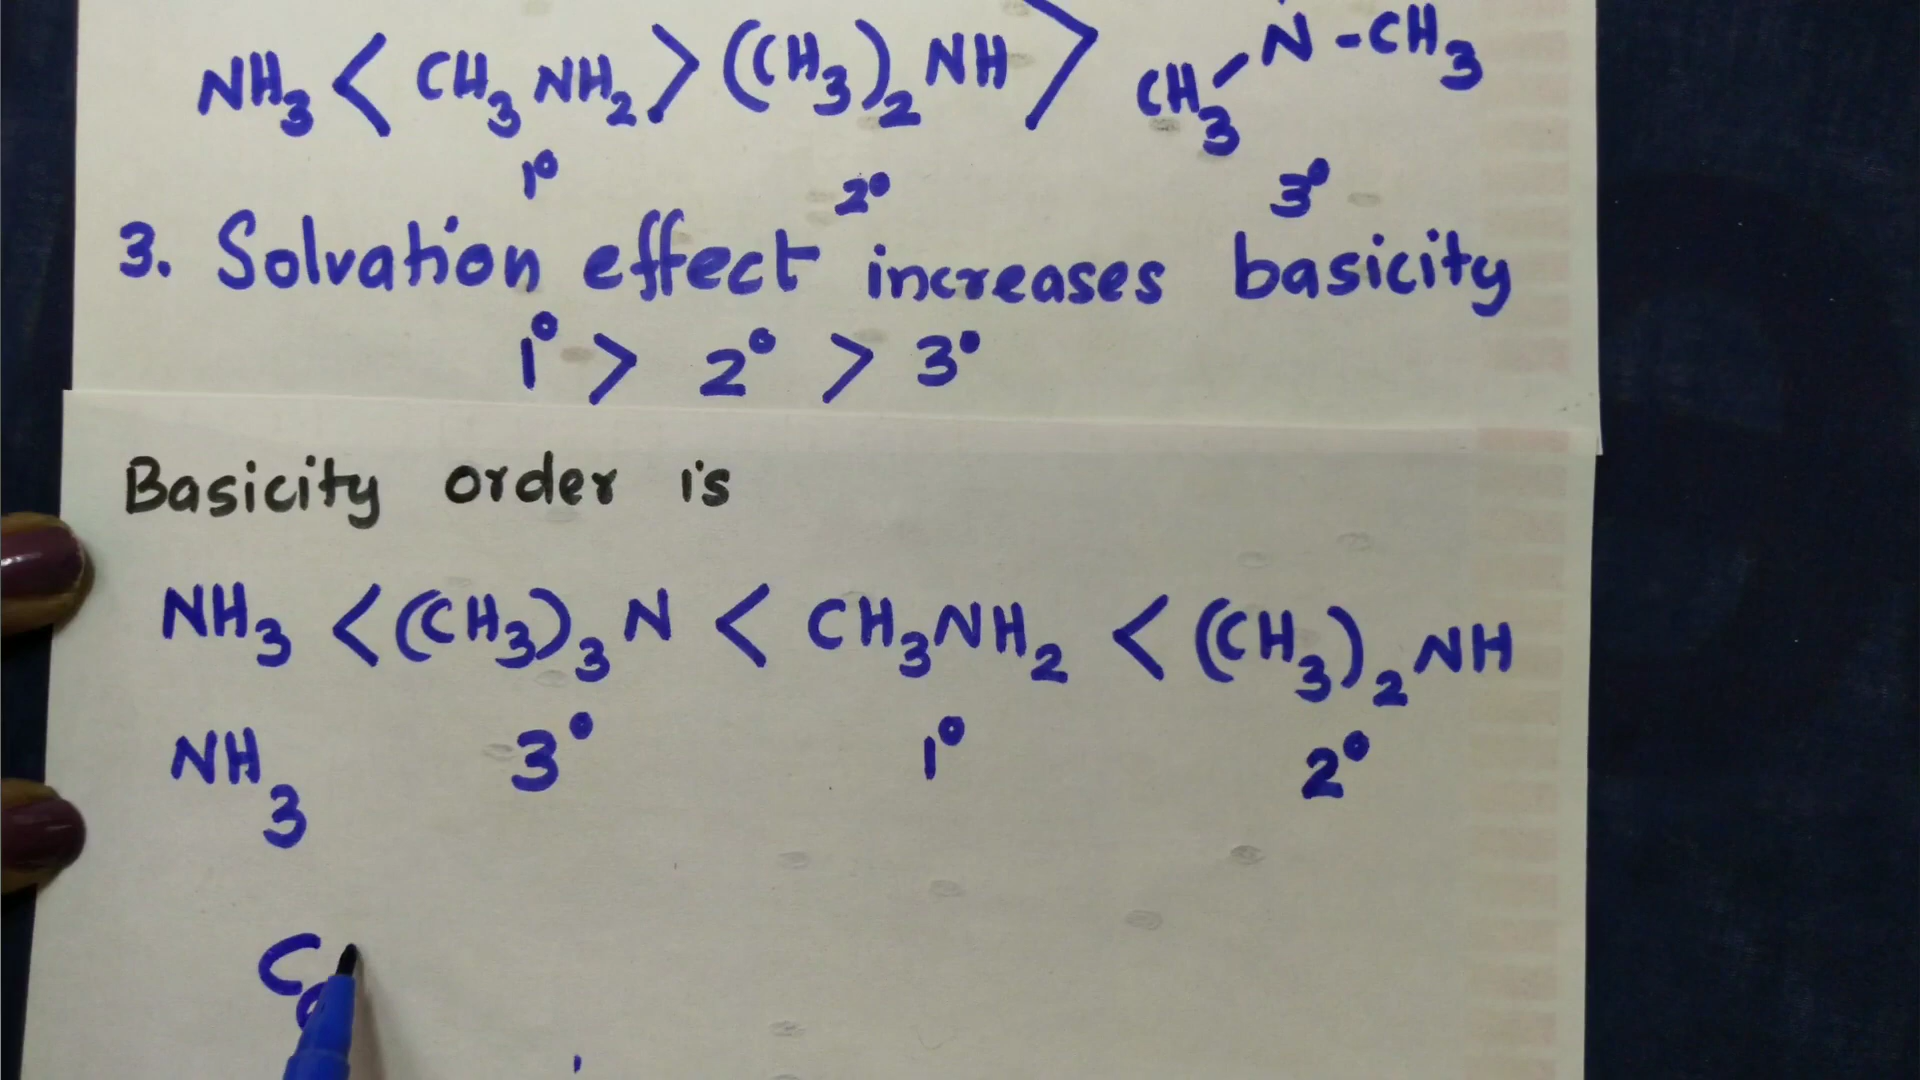 NH₃ < CH₃NH₂ > (CH₃)₂NH > CH₃-N-CH₃
1° 2° 3°
3. Solvation effect increases basicity
1° > 2° > 3°
Basicity order is
NH₃ < (CH₃)₃N < CH₃NH₂ < (CH₃)₂NH
NH₃ 3° 1° 2°
C